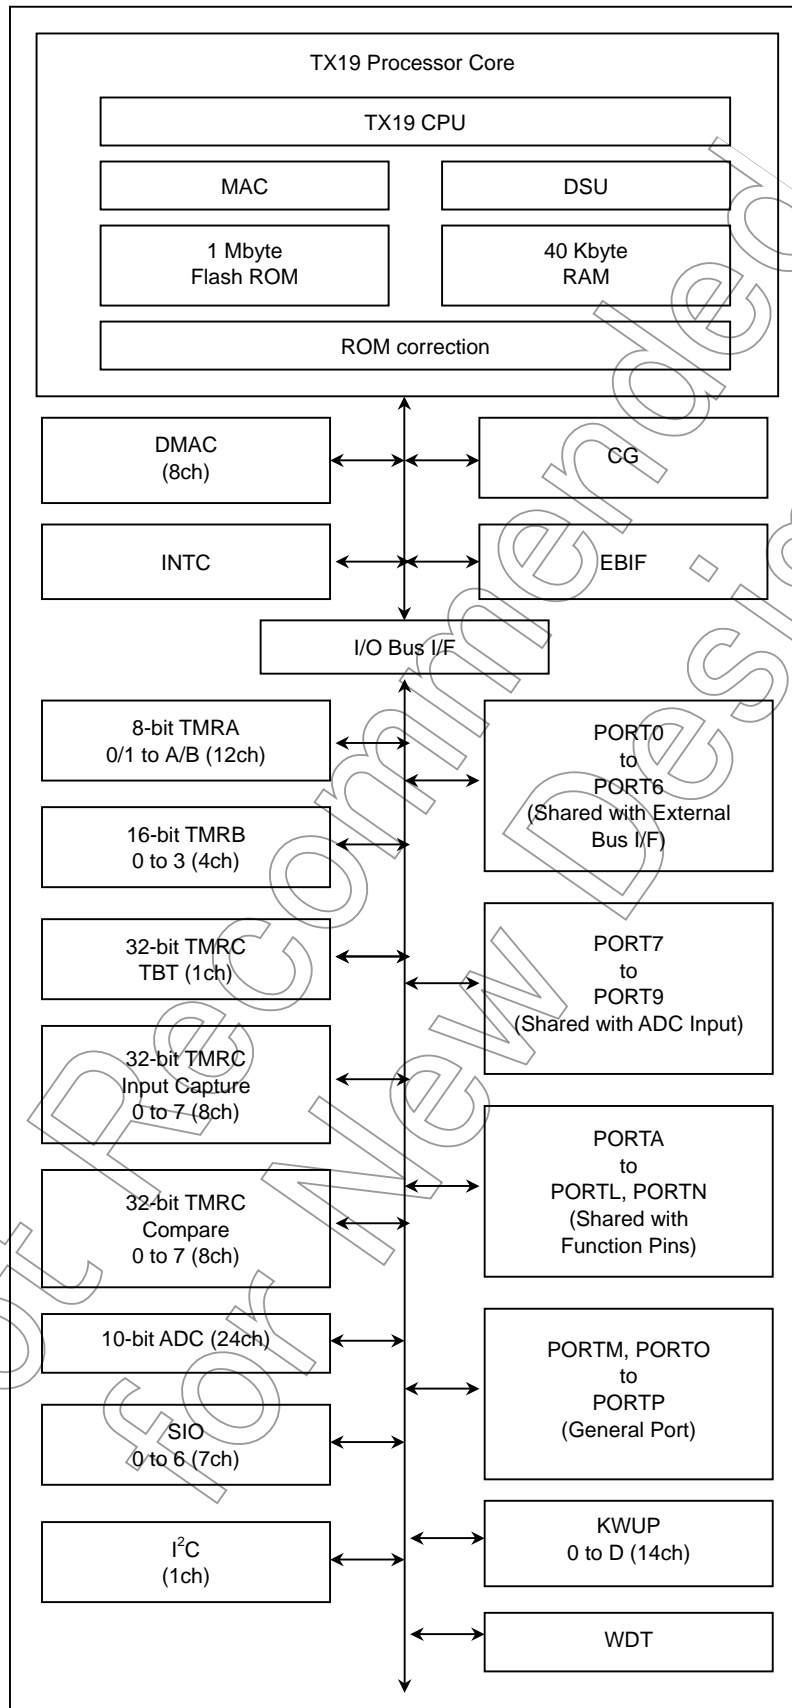 TX19 Processor Core
TX19 CPU
MAC
DSU
1 Mbyte
Flash ROM
40 Kbyte
RAM
ROM correction
DMAC
(8ch)
CG
INTC
EBIF
I/O Bus I/F
8-bit TMRA
0/1 to A/B (12ch)
16-bit TMRB
0 to 3 (4ch)
32-bit TMRC
TBT (1ch)
32-bit TMRC
Input Capture
0 to 7 (8ch)
32-bit TMRC
Compare
0 to 7 (8ch)
10-bit ADC (24ch)
SIO
0 to 6 (7ch)
I²C
(1ch)
PORT0
to
PORT6
(Shared with External
Bus I/F)
PORT7
to
PORT9
(Shared with ADC Input)
PORTA
to
PORTL, PORTN
(Shared with
Function Pins)
PORTM, PORTO
to
PORTP
(General Port)
KWUP
0 to D (14ch)
WDT
Recommended
for New